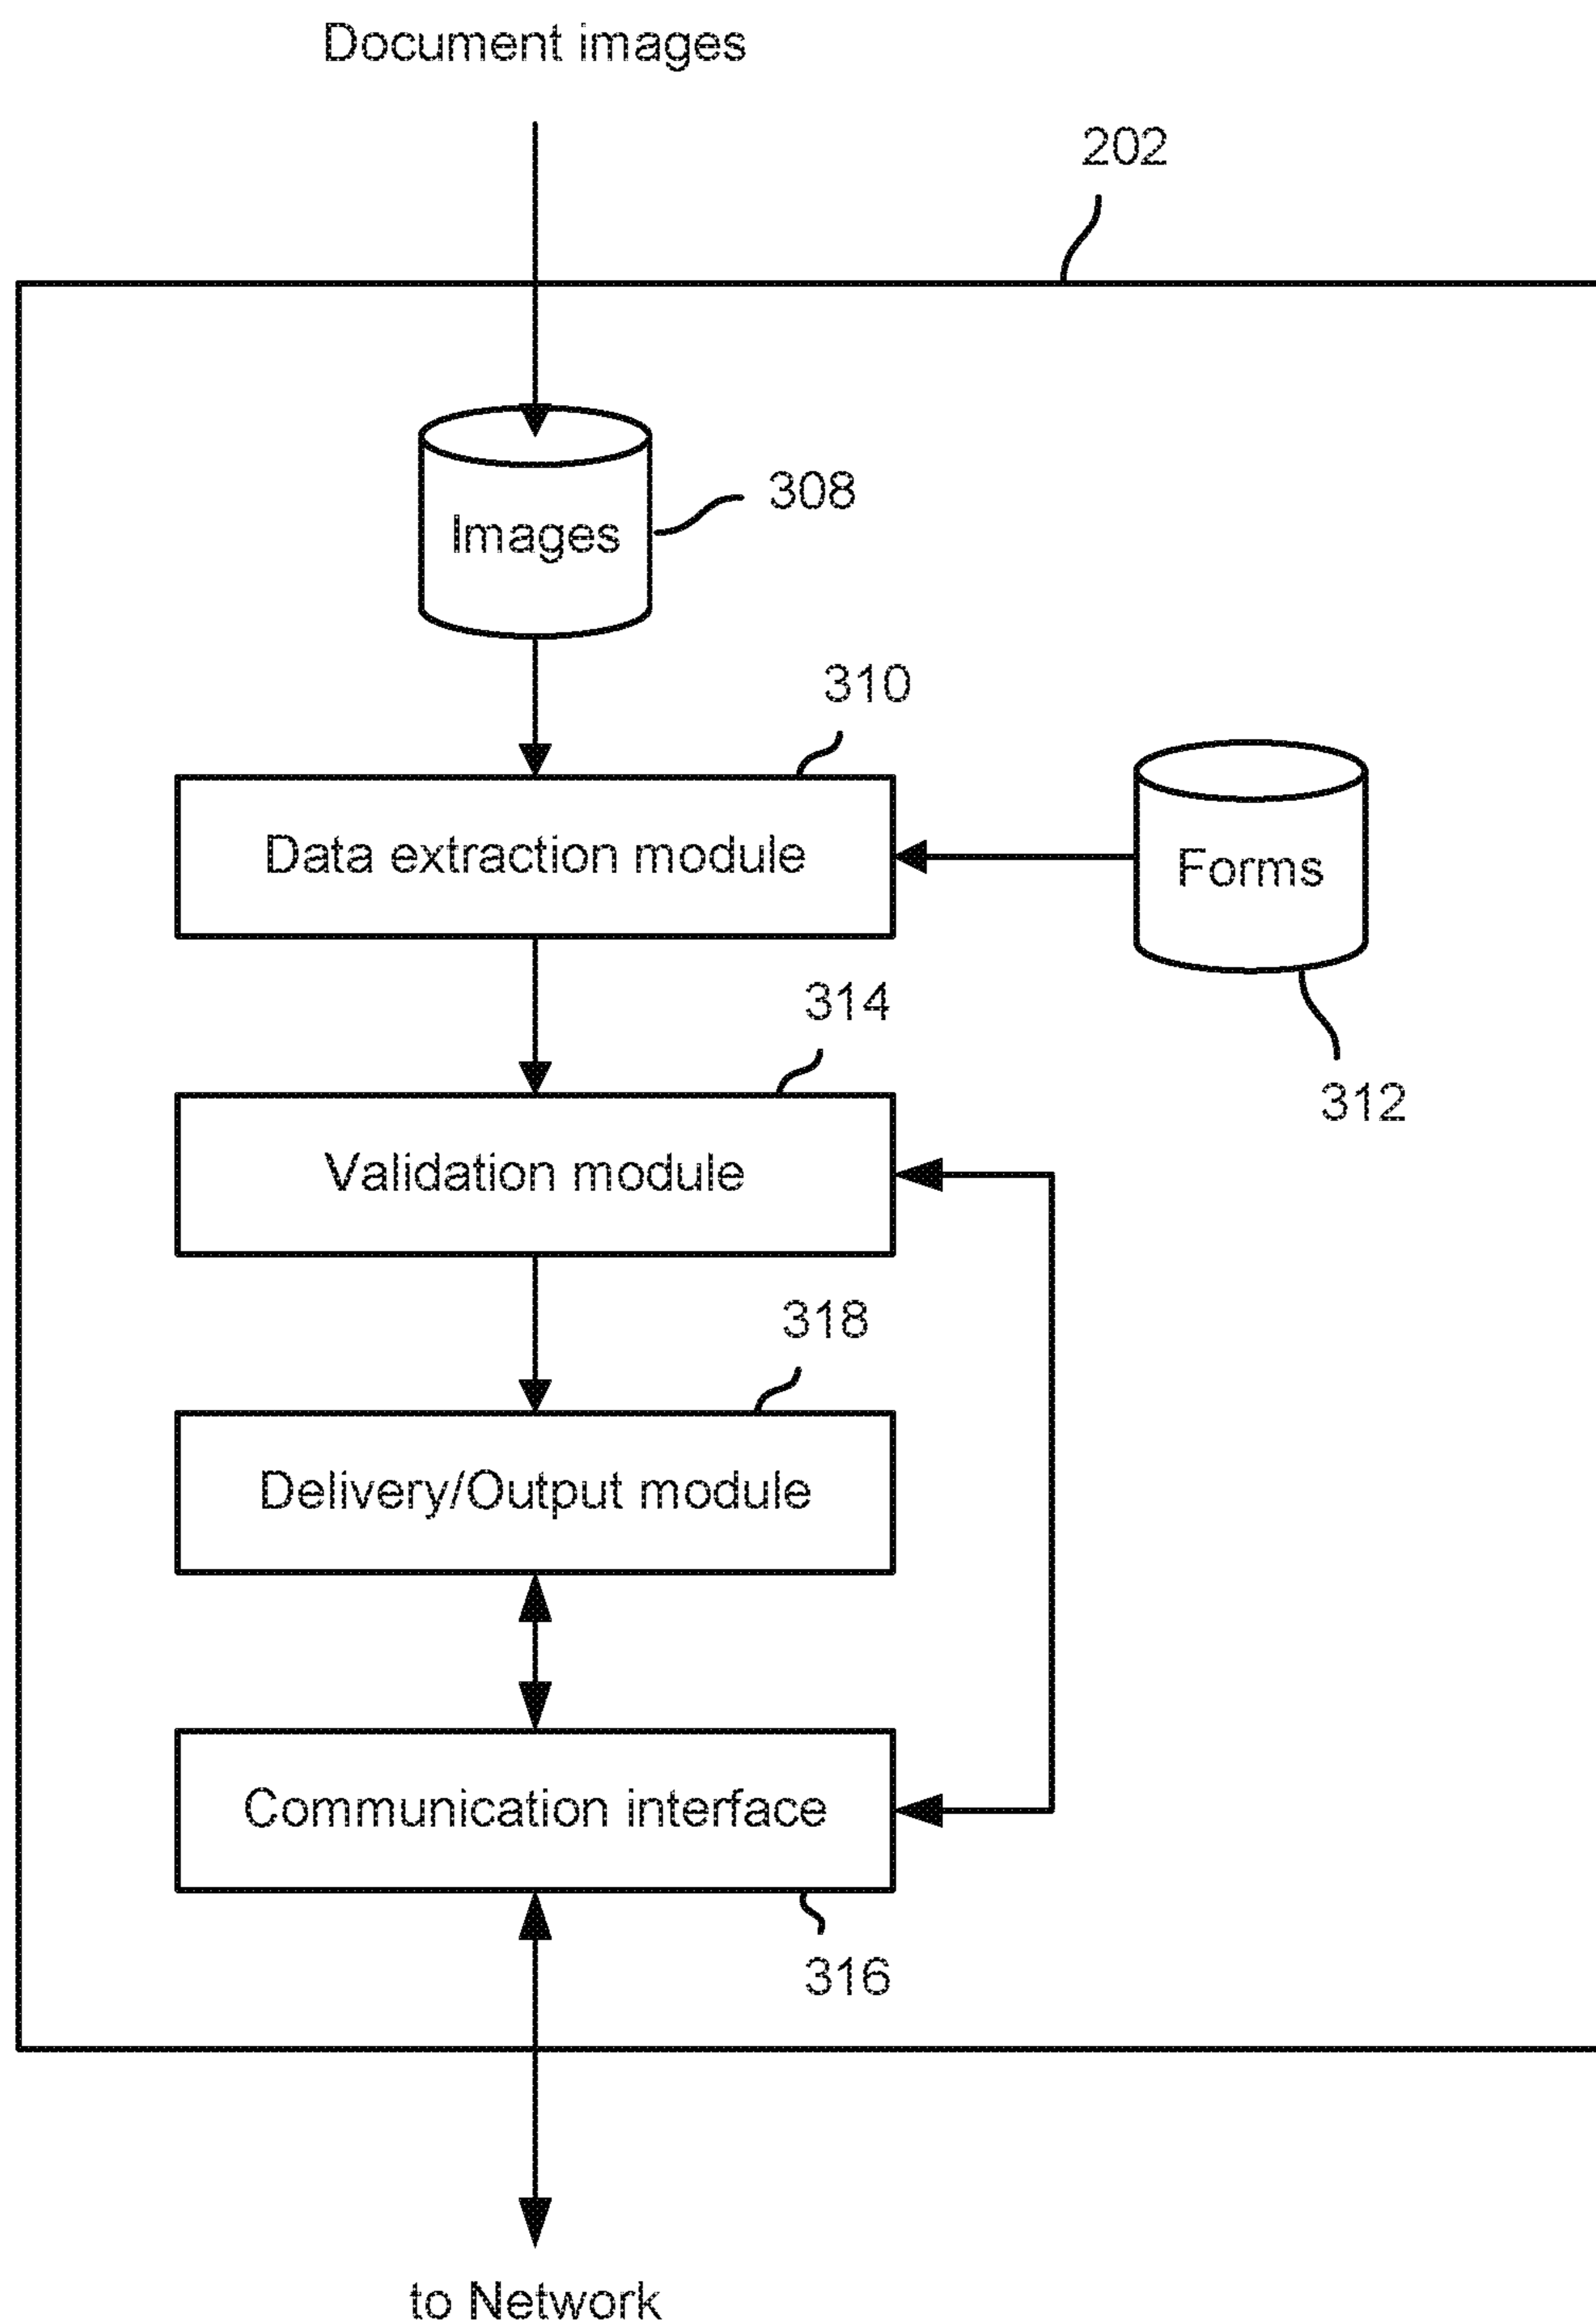 Document images
202
Images
308
310
Data extraction module
Forms
312
314
Validation module
318
Delivery/Output module
Communication interface
316
to Network